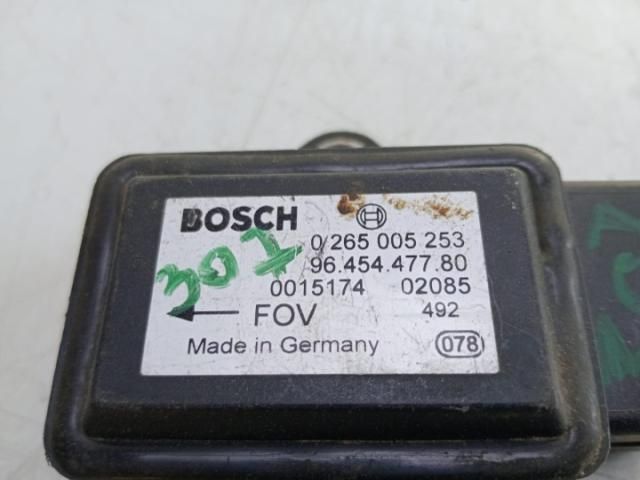 BOSCH
307
0 265 005 253
96.454.477.80
0015174 02085
← FOV 492
Made in Germany 078